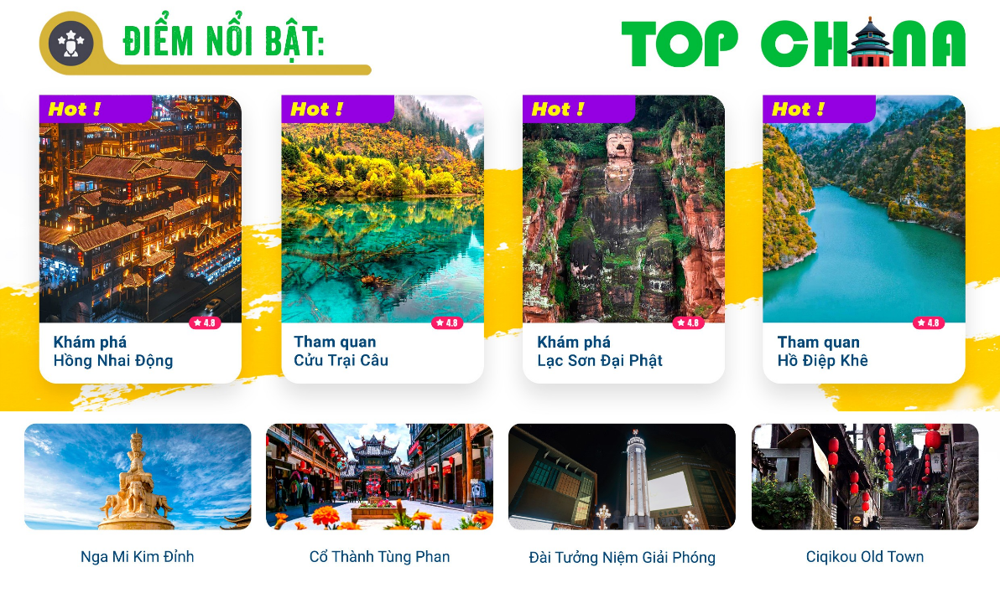 ĐIỂM NỔI BẬT:
TOP CHINA
Hot !
Hot !
Hot !
Hot !
4.8
4.8
4.8
4.8
Khám phá
Hồng Nhai Động
Tham quan
Cửu Trại Câu
Khám phá
Lạc Sơn Đại Phật
Tham quan
Hồ Điệp Khê
Nga Mi Kim Đỉnh
Cổ Thành Tùng Phan
Đài Tưởng Niệm Giải Phóng
Ciqikou Old Town